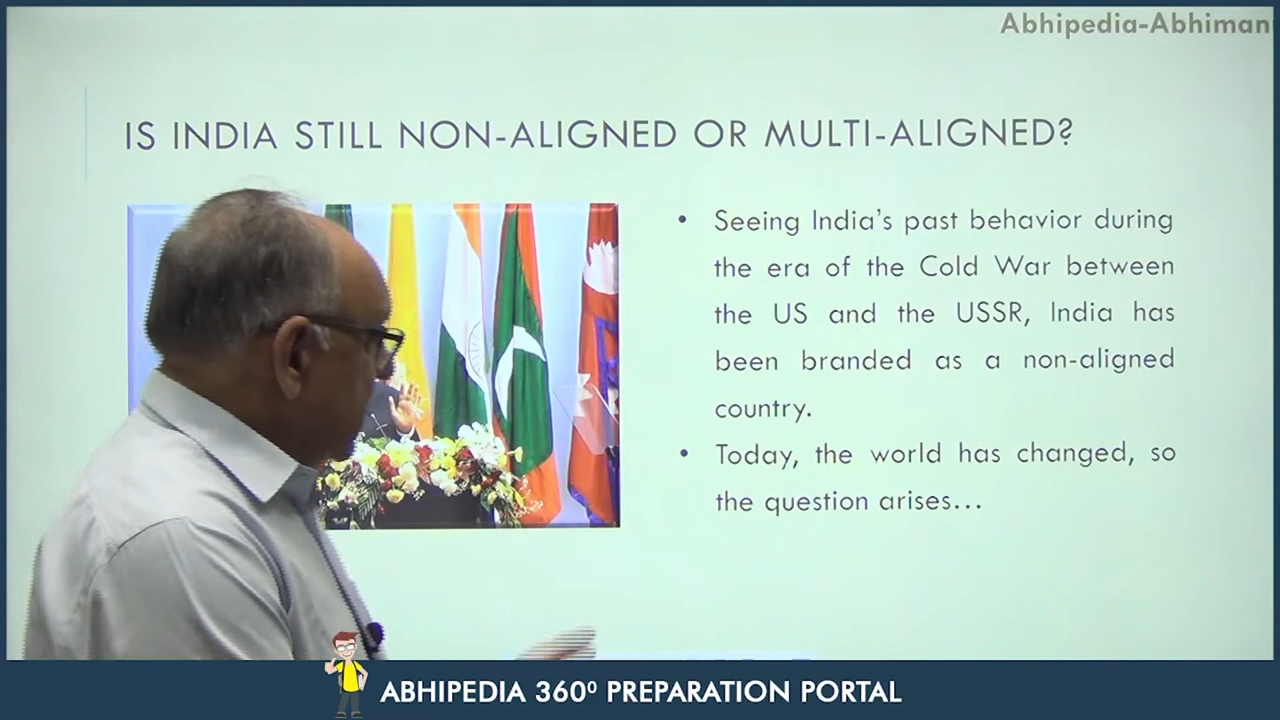 Abhipedia-Abhiman
IS INDIA STILL NON-ALIGNED OR MULTI-ALIGNED?
• Seeing India's past behavior during
the era of the Cold War between
the US and the USSR, India has
been branded as a non-aligned
country.
• Today, the world has changed, so
the question arises...
ABHIPEDIA 360⁰ PREPARATION PORTAL